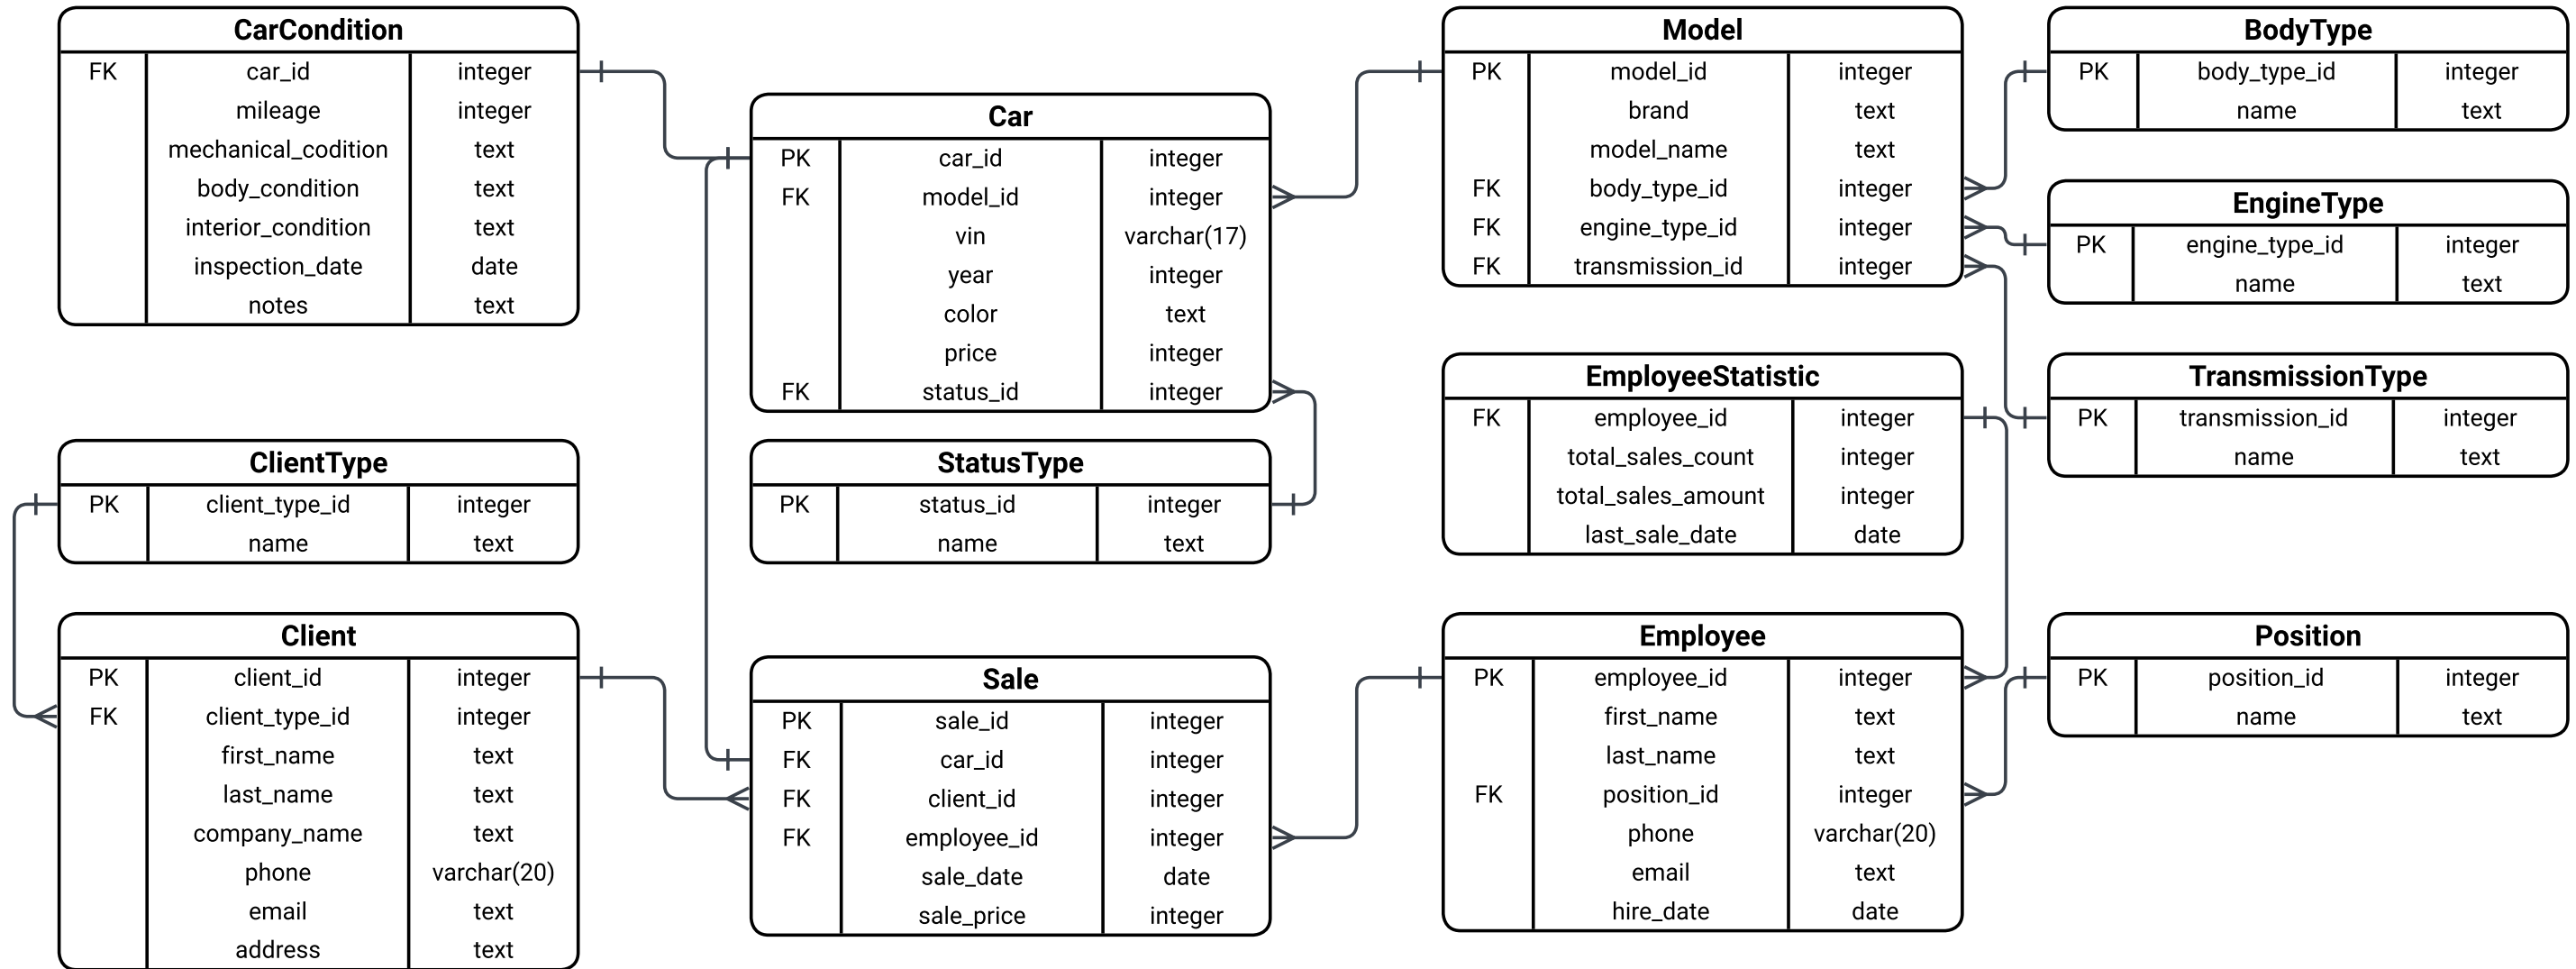 CarCondition
FK car_id integer
mileage integer
mechanical_codition text
body_condition text
interior_condition text
inspection_date date
notes text
Car
PK car_id integer
FK model_id integer
vin varchar(17)
year integer
color text
price integer
FK status_id integer
Model
PK model_id integer
brand text
model_name text
FK body_type_id integer
FK engine_type_id integer
FK transmission_id integer
BodyType
PK body_type_id integer
name text
EngineType
PK engine_type_id integer
name text
ClientType
PK client_type_id integer
name text
StatusType
PK status_id integer
name text
EmployeeStatistic
FK employee_id integer
total_sales_count integer
total_sales_amount integer
last_sale_date date
TransmissionType
PK transmission_id integer
name text
Client
PK client_id integer
FK client_type_id integer
first_name text
last_name text
company_name text
phone varchar(20)
email text
address text
Sale
PK sale_id integer
FK car_id integer
FK client_id integer
FK employee_id integer
sale_date date
sale_price integer
Employee
PK employee_id integer
first_name text
last_name text
FK position_id integer
phone varchar(20)
email text
hire_date date
Position
PK position_id integer
name text